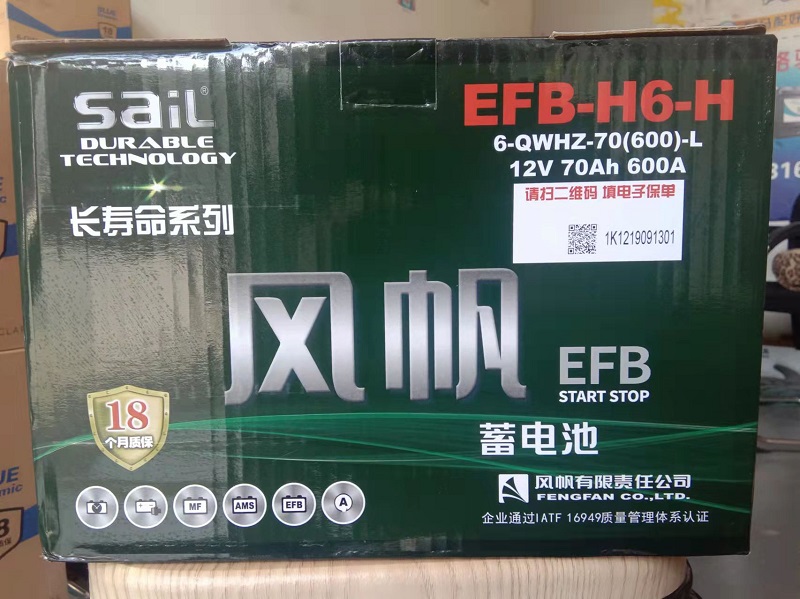 Sail®
DURABLE
TECHNOLOGY
长寿命系列
EFB-H6-H
6-QWHZ-70(600)-L
12V 70Ah 600A
请扫二维码 填电子保单
1K1219091301
风帆
EFB
START STOP
蓄电池
18
个月质保
MF
AMS
EFB
A
风帆有限责任公司
FENGFAN CO.,LTD.
企业通过IATF 16949质量管理体系认证